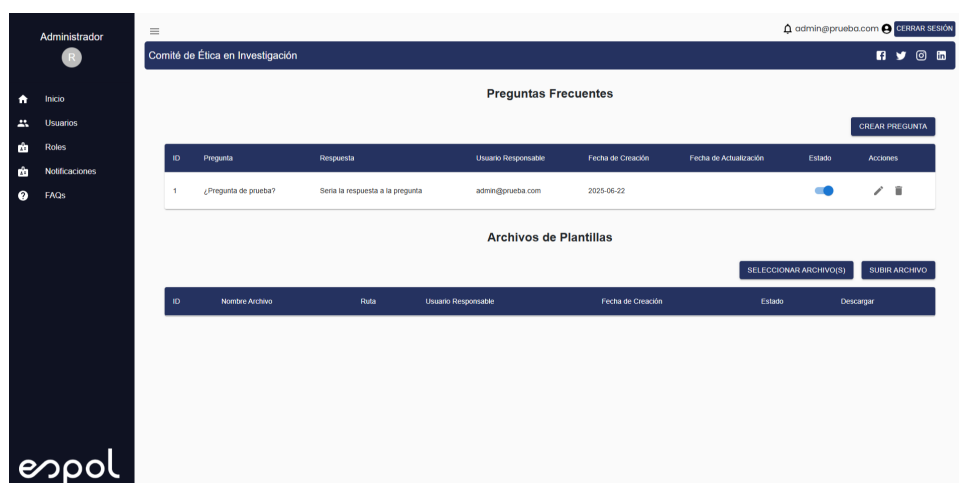 Administrador
R
Inicio
Usuarios
Roles
Notificaciones
FAQs
espol
admin@prueba.com CERRAR SESIÓN
Comité de Ética en Investigación
Preguntas Frecuentes
CREAR PREGUNTA
ID Pregunta Respuesta Usuario Responsable Fecha de Creación Fecha de Actualización Estado Acciones
1 ¿Pregunta de prueba? Seria la respuesta a la pregunta admin@prueba.com 2025-06-22
Archivos de Plantillas
SELECCIONAR ARCHIVO(S) SUBIR ARCHIVO
ID Nombre Archivo Ruta Usuario Responsable Fecha de Creación Estado Descargar